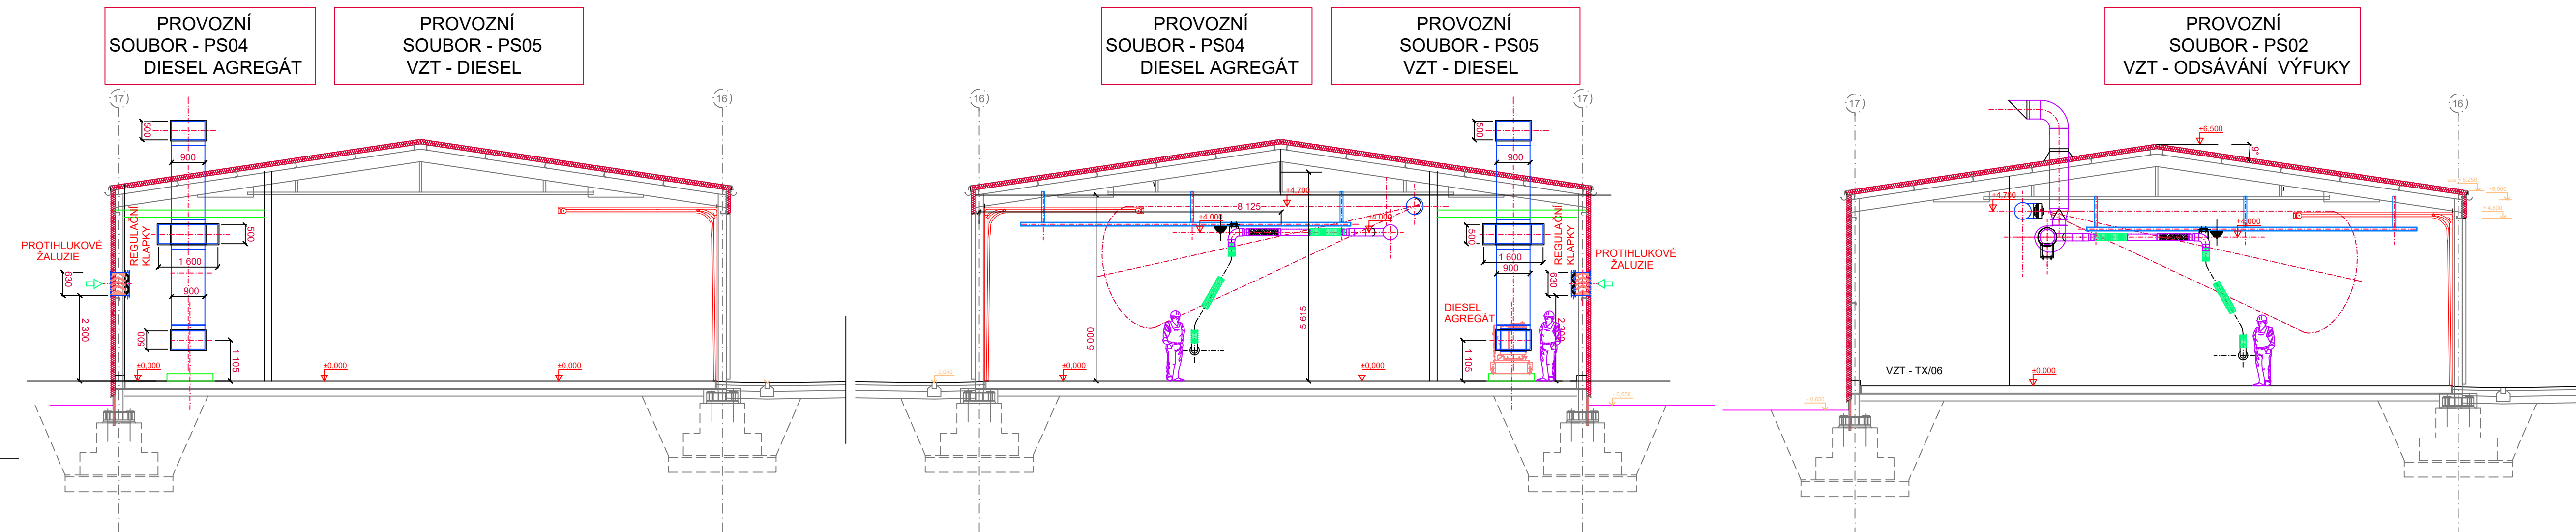 PROVOZNÍ
SOUBOR - PS04
DIESEL AGREGÁT
PROVOZNÍ
SOUBOR - PS05
VZT - DIESEL
17)
16)
500
900
REGULAČNÍ
KLAPKY
500
1 600
PROTIHLUKOVÉ
ŽALUZIE
630
900
2 300
500
1 105
±0,000
±0,000
±0,000
PROVOZNÍ
SOUBOR - PS04
DIESEL AGREGÁT
PROVOZNÍ
SOUBOR - PS05
VZT - DIESEL
16)
17)
500
900
+4,700
8 125
+4,000
+4,000
REGULAČNÍ
KLAPKY
500
1 600
900
630
PROTIHLUKOVÉ
ŽALUZIE
DIESEL
AGREGÁT
5 000
5 615
1 105
±0,000
±0,000
PROVOZNÍ
SOUBOR - PS02
VZT - ODSÁVÁNÍ VÝFUKY
17)
16)
+6,500
9°
+4,700
+4,000
VZT - TX/06
±0,000